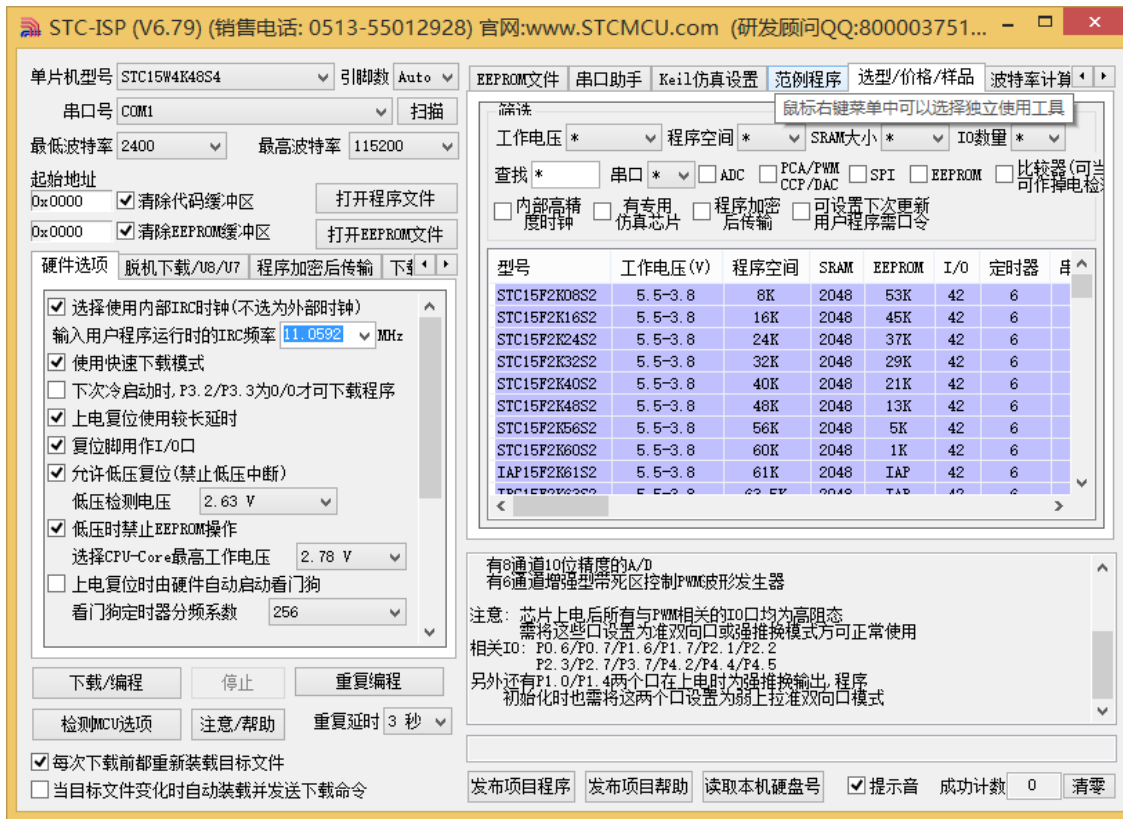 STC-ISP (V6.79) (销售电话: 0513-55012928) 官网:www.STCMCU.com (研发顾问QQ:800003751...
单片机型号 STC15W4K48S4 引脚数 Auto
串口号 COM1 扫描
最低波特率 2400 最高波特率 115200
起始地址
0x0000 清除代码缓冲区 打开程序文件
0x0000 清除EEPROM缓冲区 打开EEPROM文件
硬件选项 脱机下载/U8/U7 程序加密后传输
选择使用内部IRC时钟(不选为外部时钟)
输入用户程序运行时的IRC频率 11.0592 MHz
使用快速下载模式
下次冷启动时,P3.2/P3.3为0/0才可下载程序
上电复位使用较长延时
复位脚用作I/O口
允许低压复位(禁止低压中断)
低压检测电压 2.63 V
低压时禁止EEPROM操作
选择CPU-Core最高工作电压 2.78 V
上电复位时由硬件自动启动看门狗
看门狗定时器分频系数 256
下载/编程 停止 重复编程
检测MCU选项 注意/帮助 重复延时 3 秒
每次下载前都重新装载目标文件
当目标文件变化时自动装载并发送下载命令
EEPROM文件 串口助手 Keil仿真设置 范例程序 选型/价格/样品 波特率计算
鼠标右键菜单中可以选择独立使用工具
筛选
工作电压 * 程序空间 * SRAM大小 * IO数量 *
查找 * 串口 * ADC PCA/PWM CCP/DAC SPI EEPROM 比较器(可当
可作掉电检
内部高精度时钟 有专用仿真芯片 程序加密后传输 可设置下次更新用户程序需口令
型号 工作电压(V) 程序空间 SRAM EEPROM I/O 定时器 串
STC15F2K08S2 5.5-3.8 8K 2048 53K 42 6
STC15F2K16S2 5.5-3.8 16K 2048 45K 42 6
STC15F2K24S2 5.5-3.8 24K 2048 37K 42 6
STC15F2K32S2 5.5-3.8 32K 2048 29K 42 6
STC15F2K40S2 5.5-3.8 40K 2048 21K 42 6
STC15F2K48S2 5.5-3.8 48K 2048 13K 42 6
STC15F2K56S2 5.5-3.8 56K 2048 5K 42 6
STC15F2K60S2 5.5-3.8 60K 2048 1K 42 6
IAP15F2K61S2 5.5-3.8 61K 2048 IAP 42 6
有8通道10位精度的A/D
有6通道增强型带死区控制PWM波形发生器
注意: 芯片上电后所有与PWM相关的IO口均为高阻态
需将这些口设置为准双向口或强推挽模式方可正常使用
相关IO: P0.6/P0.7/P1.6/P1.7/P2.1/P2.2
P2.3/P2.7/P3.7/P4.2/P4.4/P4.5
另外还有P1.0/P1.4两个口在上电时为强推挽输出,程序
初始化时也需将这两个口设置为弱上拉准双向口模式
发布项目程序 发布项目帮助 读取本机硬盘号 提示音 成功计数 0 清零